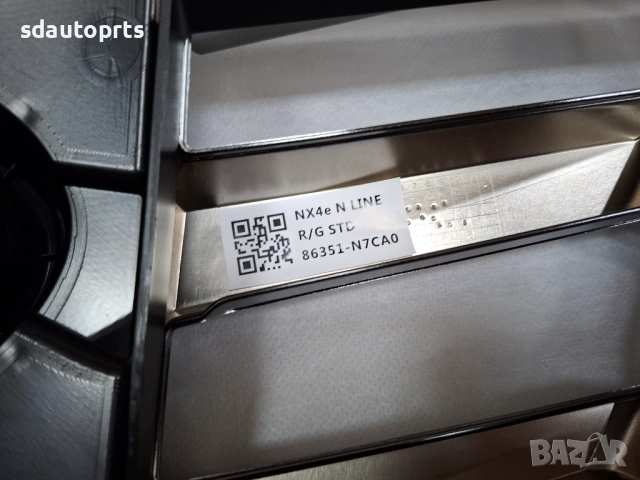 sdautoprts
NX4e N LINE
R/G STD
86351-N7CA0
BAZAR